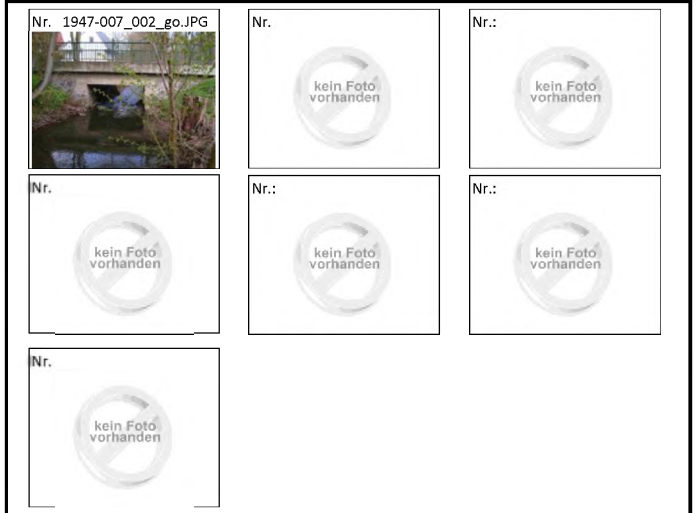 Nr. 1947-007_002_go.JPG
Nr.
kein Foto
vorhanden
Nr.:
kein Foto
vorhanden
Nr.
kein Foto
vorhanden
Nr.:
kein Foto
vorhanden
Nr.:
kein Foto
vorhanden
Nr.
kein Foto
vorhanden